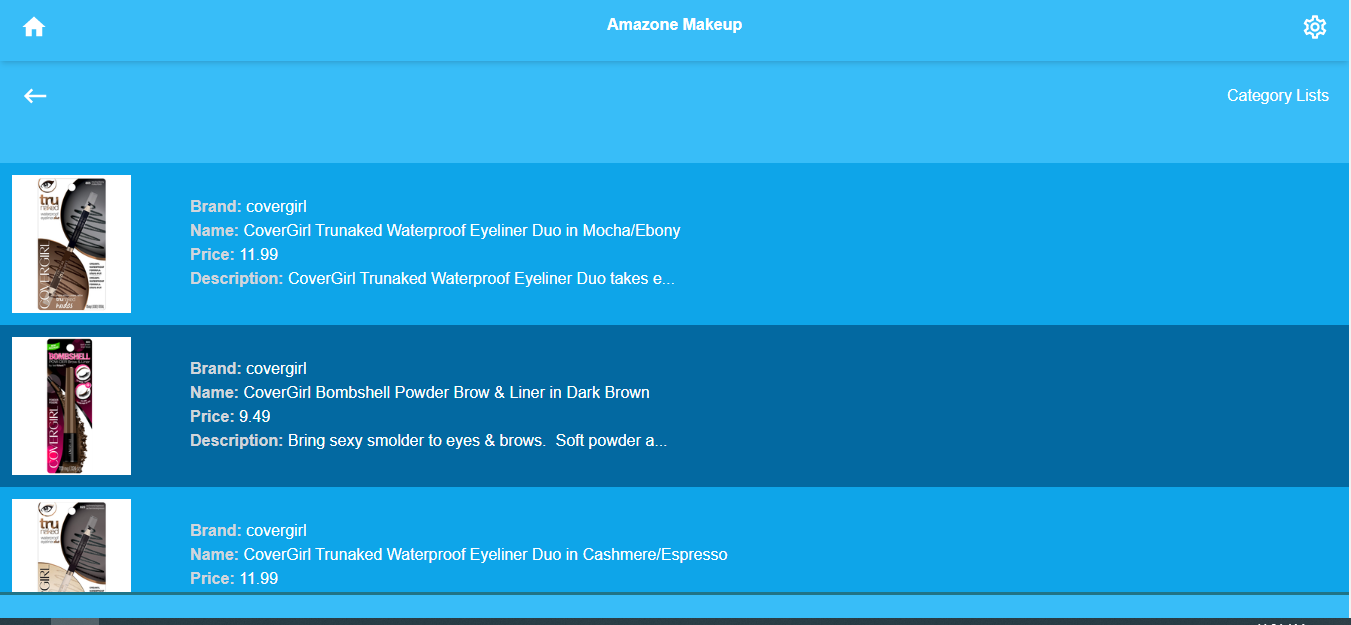 Amazone Makeup
Category Lists
tru
naked
COVERGIRL
Brand: covergirl
Name: CoverGirl Trunaked Waterproof Eyeliner Duo in Mocha/Ebony
Price: 11.99
Description: CoverGirl Trunaked Waterproof Eyeliner Duo takes e...
BOMBSHELL
COVERGIRL
Brand: covergirl
Name: CoverGirl Bombshell Powder Brow & Liner in Dark Brown
Price: 9.49
Description: Bring sexy smolder to eyes & brows.  Soft powder a...
tru
naked
Brand: covergirl
Name: CoverGirl Trunaked Waterproof Eyeliner Duo in Cashmere/Espresso
Price: 11.99